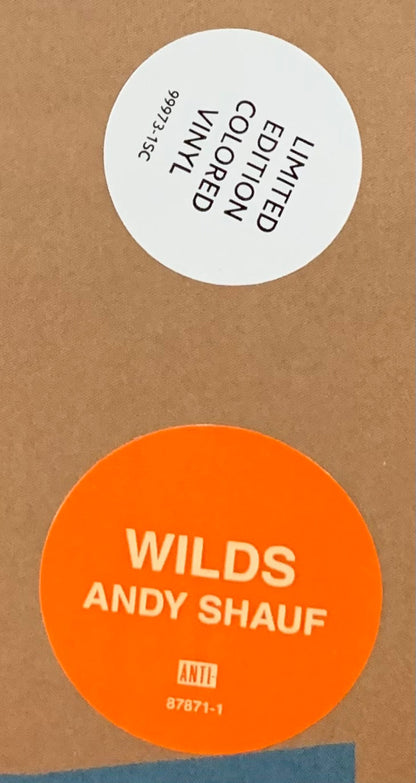 LIMITED
EDITION
COLORED
VINYL
99973-1SC
WILDS
ANDY SHAUF
ANTI-
87871-1